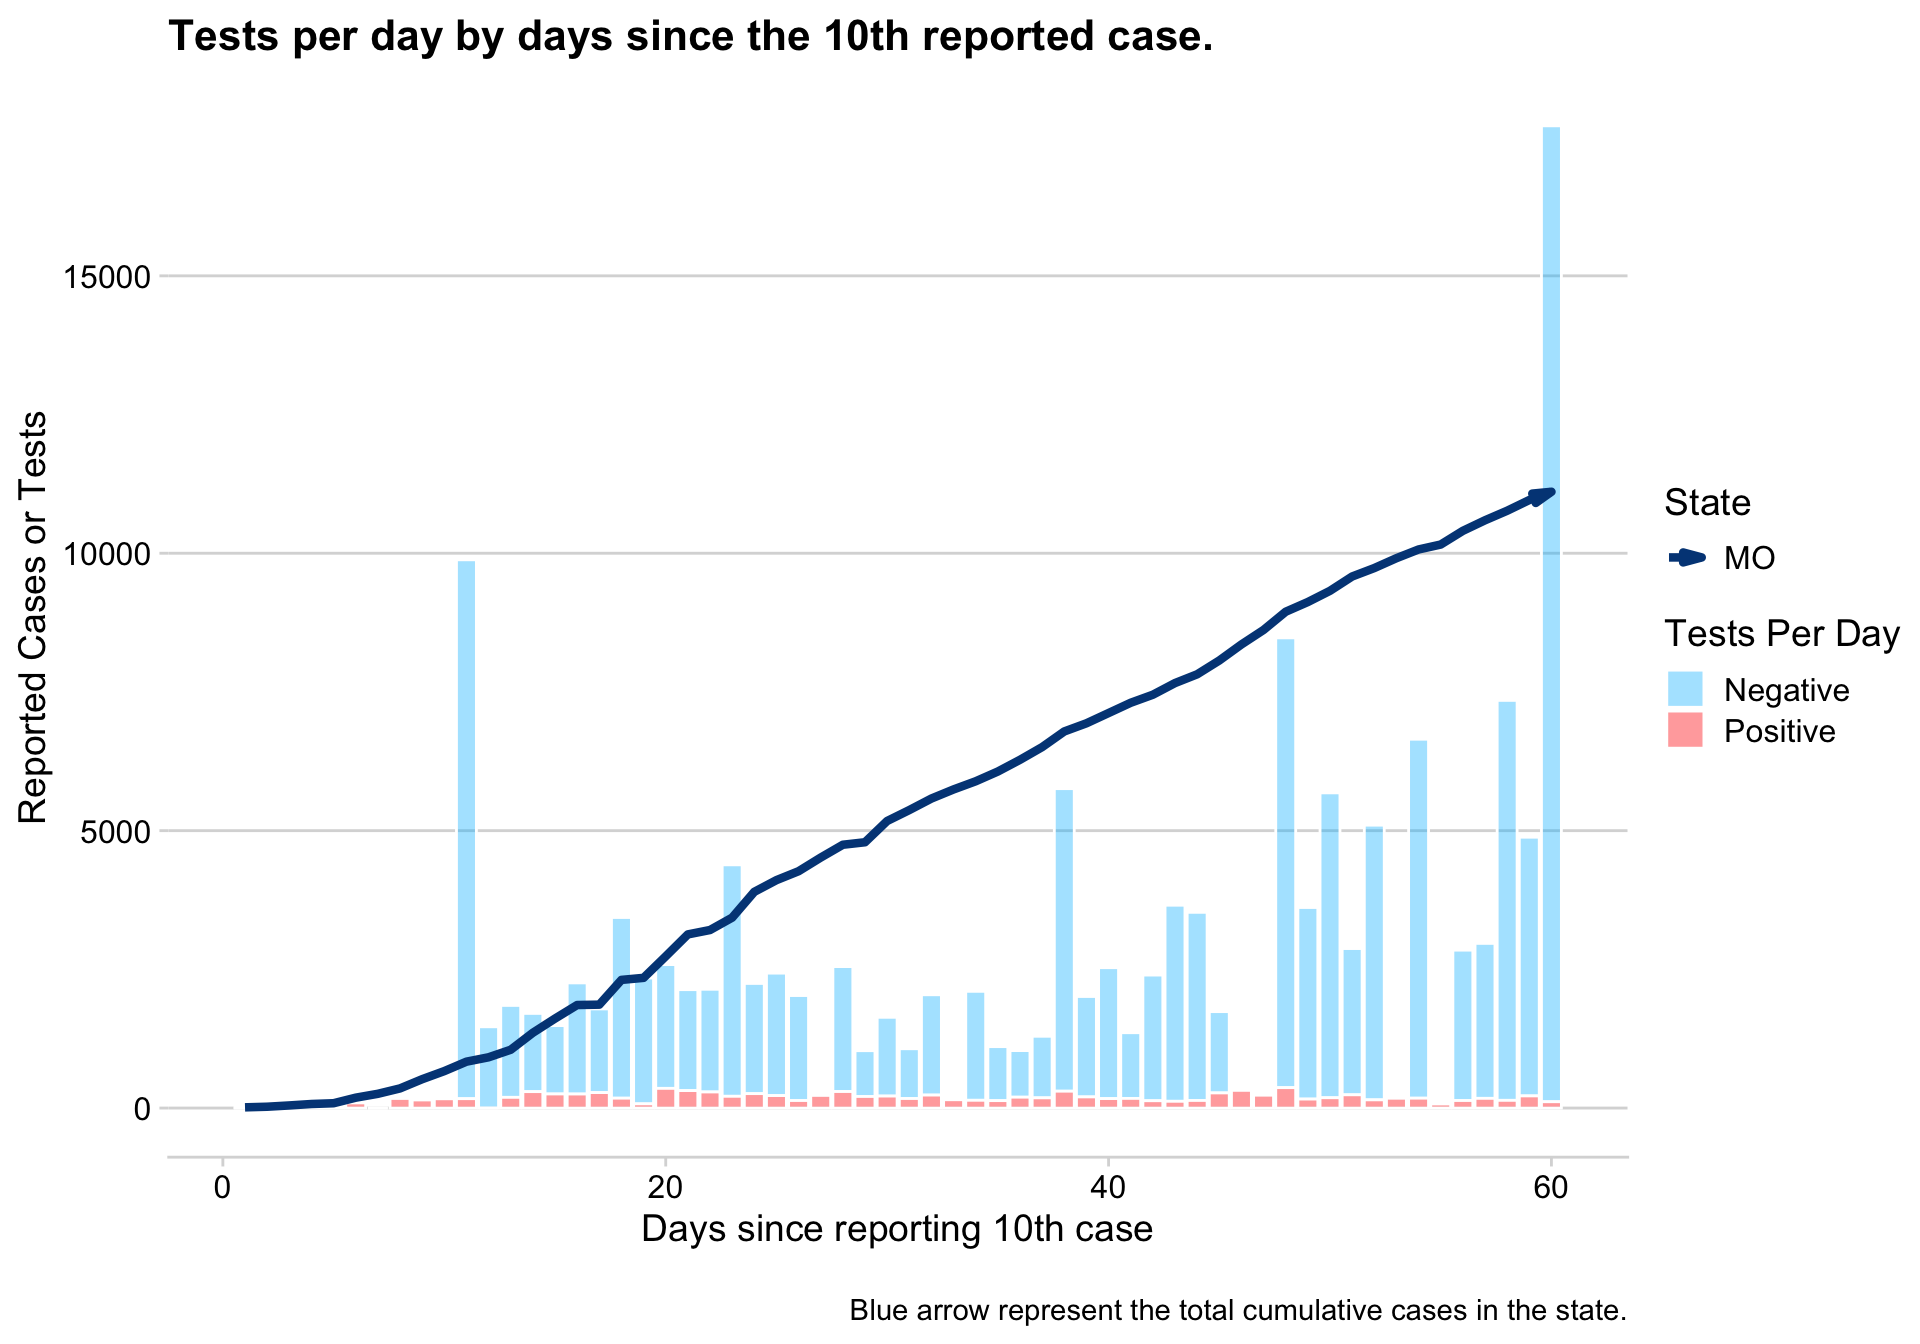 Tests per day by days since the 10th reported case.
Reported Cases or Tests
15000
10000
5000
0
0
20
40
60
Days since reporting 10th case
State
MO
Tests Per Day
Negative
Positive
Blue arrow represent the total cumulative cases in the state.